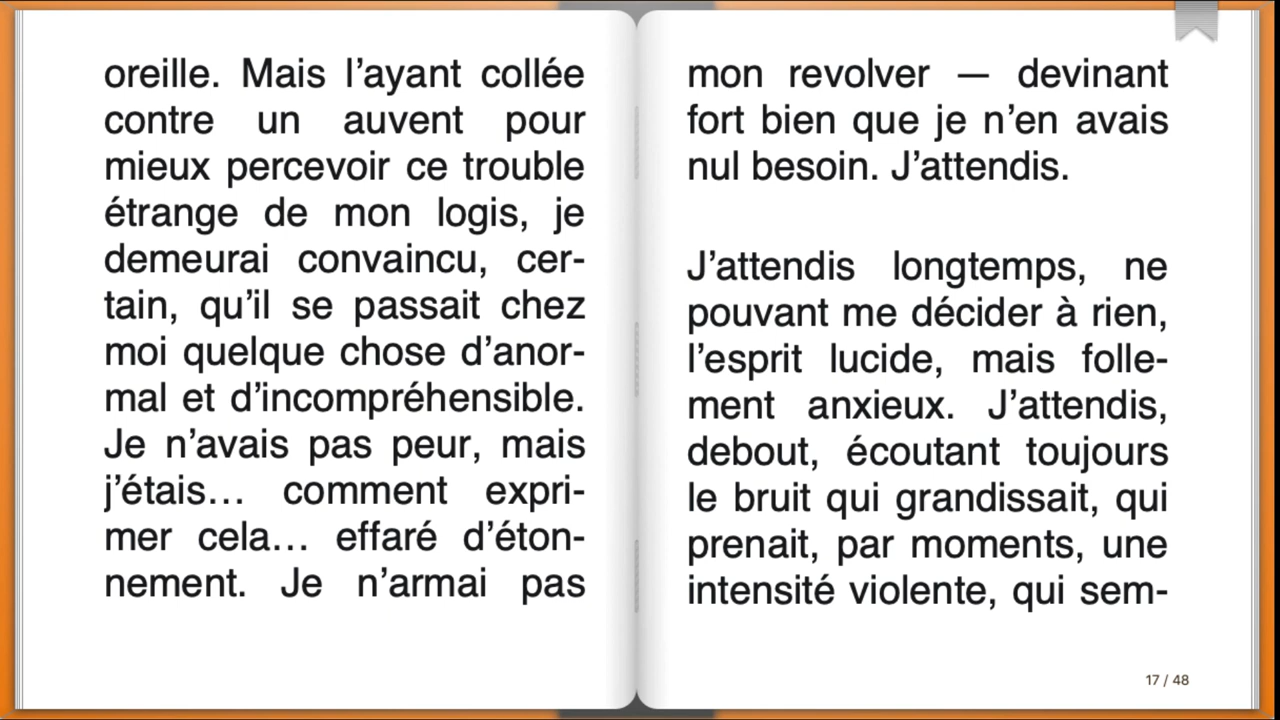 oreille. Mais l’ayant collée
contre un auvent pour
mieux percevoir ce trouble
étrange de mon logis, je
demeurai convaincu, cer-
tain, qu’il se passait chez
moi quelque chose d’anor-
mal et d’incompréhensible.
Je n’avais pas peur, mais
j’étais… comment expri-
mer cela… effaré d’éton-
nement. Je n’armai pas
mon revolver — devinant
fort bien que je n’en avais
nul besoin. J’attendis.
J’attendis longtemps, ne
pouvant me décider à rien,
l’esprit lucide, mais folle-
ment anxieux. J’attendis,
debout, écoutant toujours
le bruit qui grandissait, qui
prenait, par moments, une
intensité violente, qui sem-
17 / 48